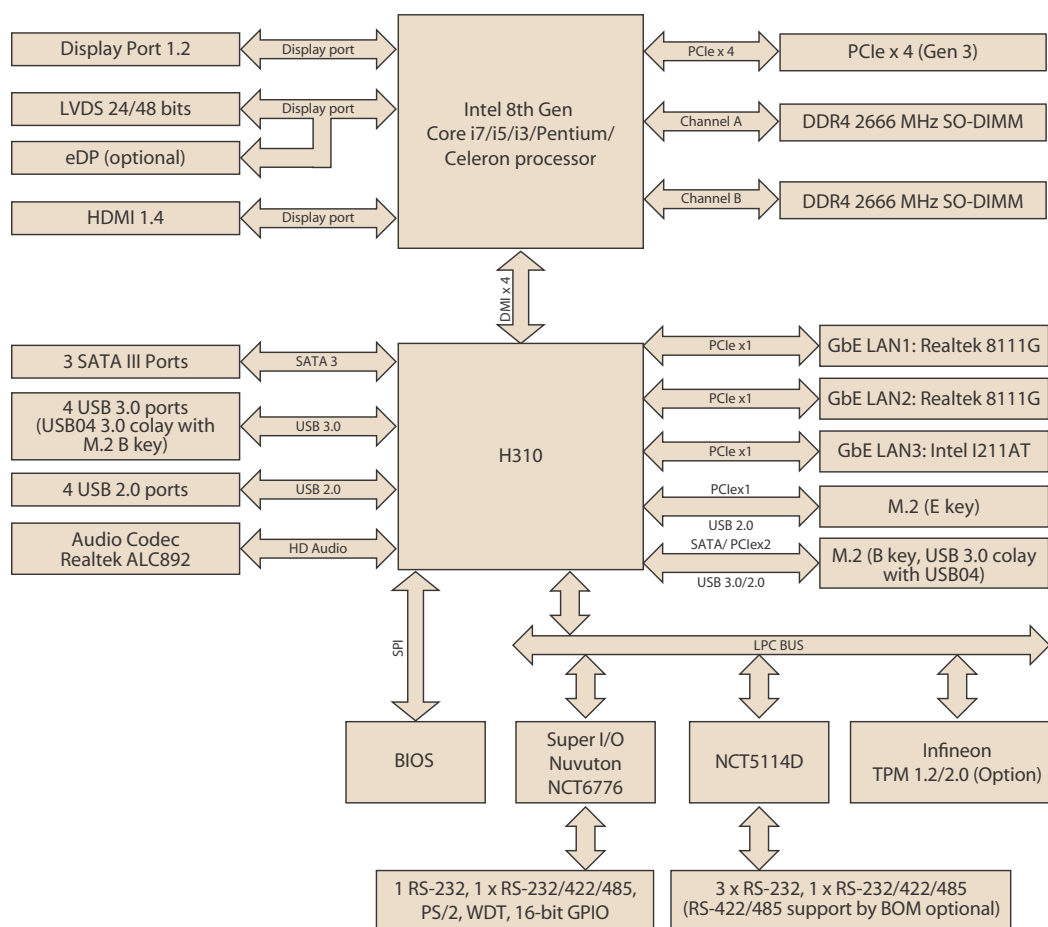 Display Port 1.2
Display port
LVDS 24/48 bits
Display port
eDP (optional)
HDMI 1.4
Display port
Intel 8th Gen
Core i7/i5/i3/Pentium/
Celeron processor
PCIe x 4
PCIe x 4 (Gen 3)
Channel A
DDR4 2666 MHz SO-DIMM
Channel B
DDR4 2666 MHz SO-DIMM
DMI x 4
3 SATA III Ports
SATA 3
4 USB 3.0 ports
(USB04 3.0 colay with
M.2 B key)
USB 3.0
4 USB 2.0 ports
USB 2.0
Audio Codec
Realtek ALC892
HD Audio
H310
PCIe x1
GbE LAN1: Realtek 8111G
PCIe x1
GbE LAN2: Realtek 8111G
PCIe x1
GbE LAN3: Intel I211AT
PCIex1
USB 2.0
M.2 (E key)
SATA/ PCIex2
USB 3.0/2.0
M.2 (B key, USB 3.0 colay
with USB04)
SPI
LPC BUS
BIOS
Super I/O
Nuvuton
NCT6776
NCT5114D
Infineon
TPM 1.2/2.0 (Option)
1 RS-232, 1 x RS-232/422/485,
PS/2, WDT, 16-bit GPIO
3 x RS-232, 1 x RS-232/422/485
(RS-422/485 support by BOM optional)